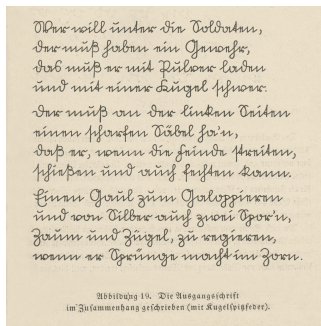 Wer will unter die Soldaten,
der muß haben ein Gewehr,
das muß er mit Pulver laden
und mit einer Kugel schwer.
Der muß an der linken Seiten
einen scharfen Säbel ha'n,
daß er, wenn die Feinde streiten,
schießen und auch fechten kann.
Einen Gaul zum Galoppieren
und von Silber auch zwei Spor'n,
Zaum und Zügel, zu regieren,
wenn er Sprünge macht im Zorn.
Abbildung 19. Die Ausgangsschrift
im Zusammenhang geschrieben (mit Kugelspitzfeder).